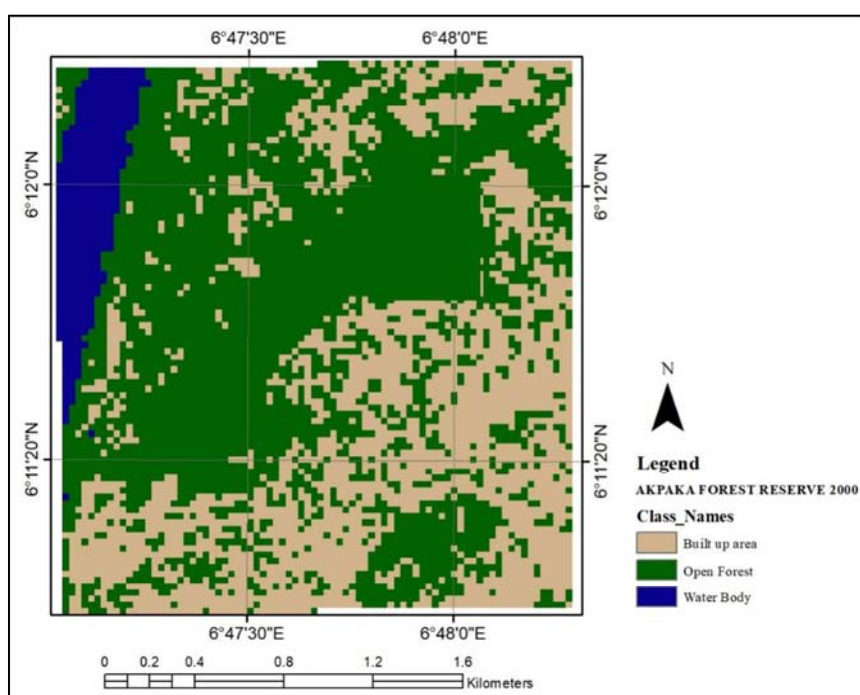 6°47'30"E 6°48'0"E
6°12'0"N 6°12'0"N
6°11'20"N 6°11'20"N
N
Legend
AKPAKA FOREST RESERVE 2000
Class_Names
Built up area
Open Forest
Water Body
6°47'30"E 6°48'0"E
0 0.2 0.4 0.8 1.2 1.6
Kilometers